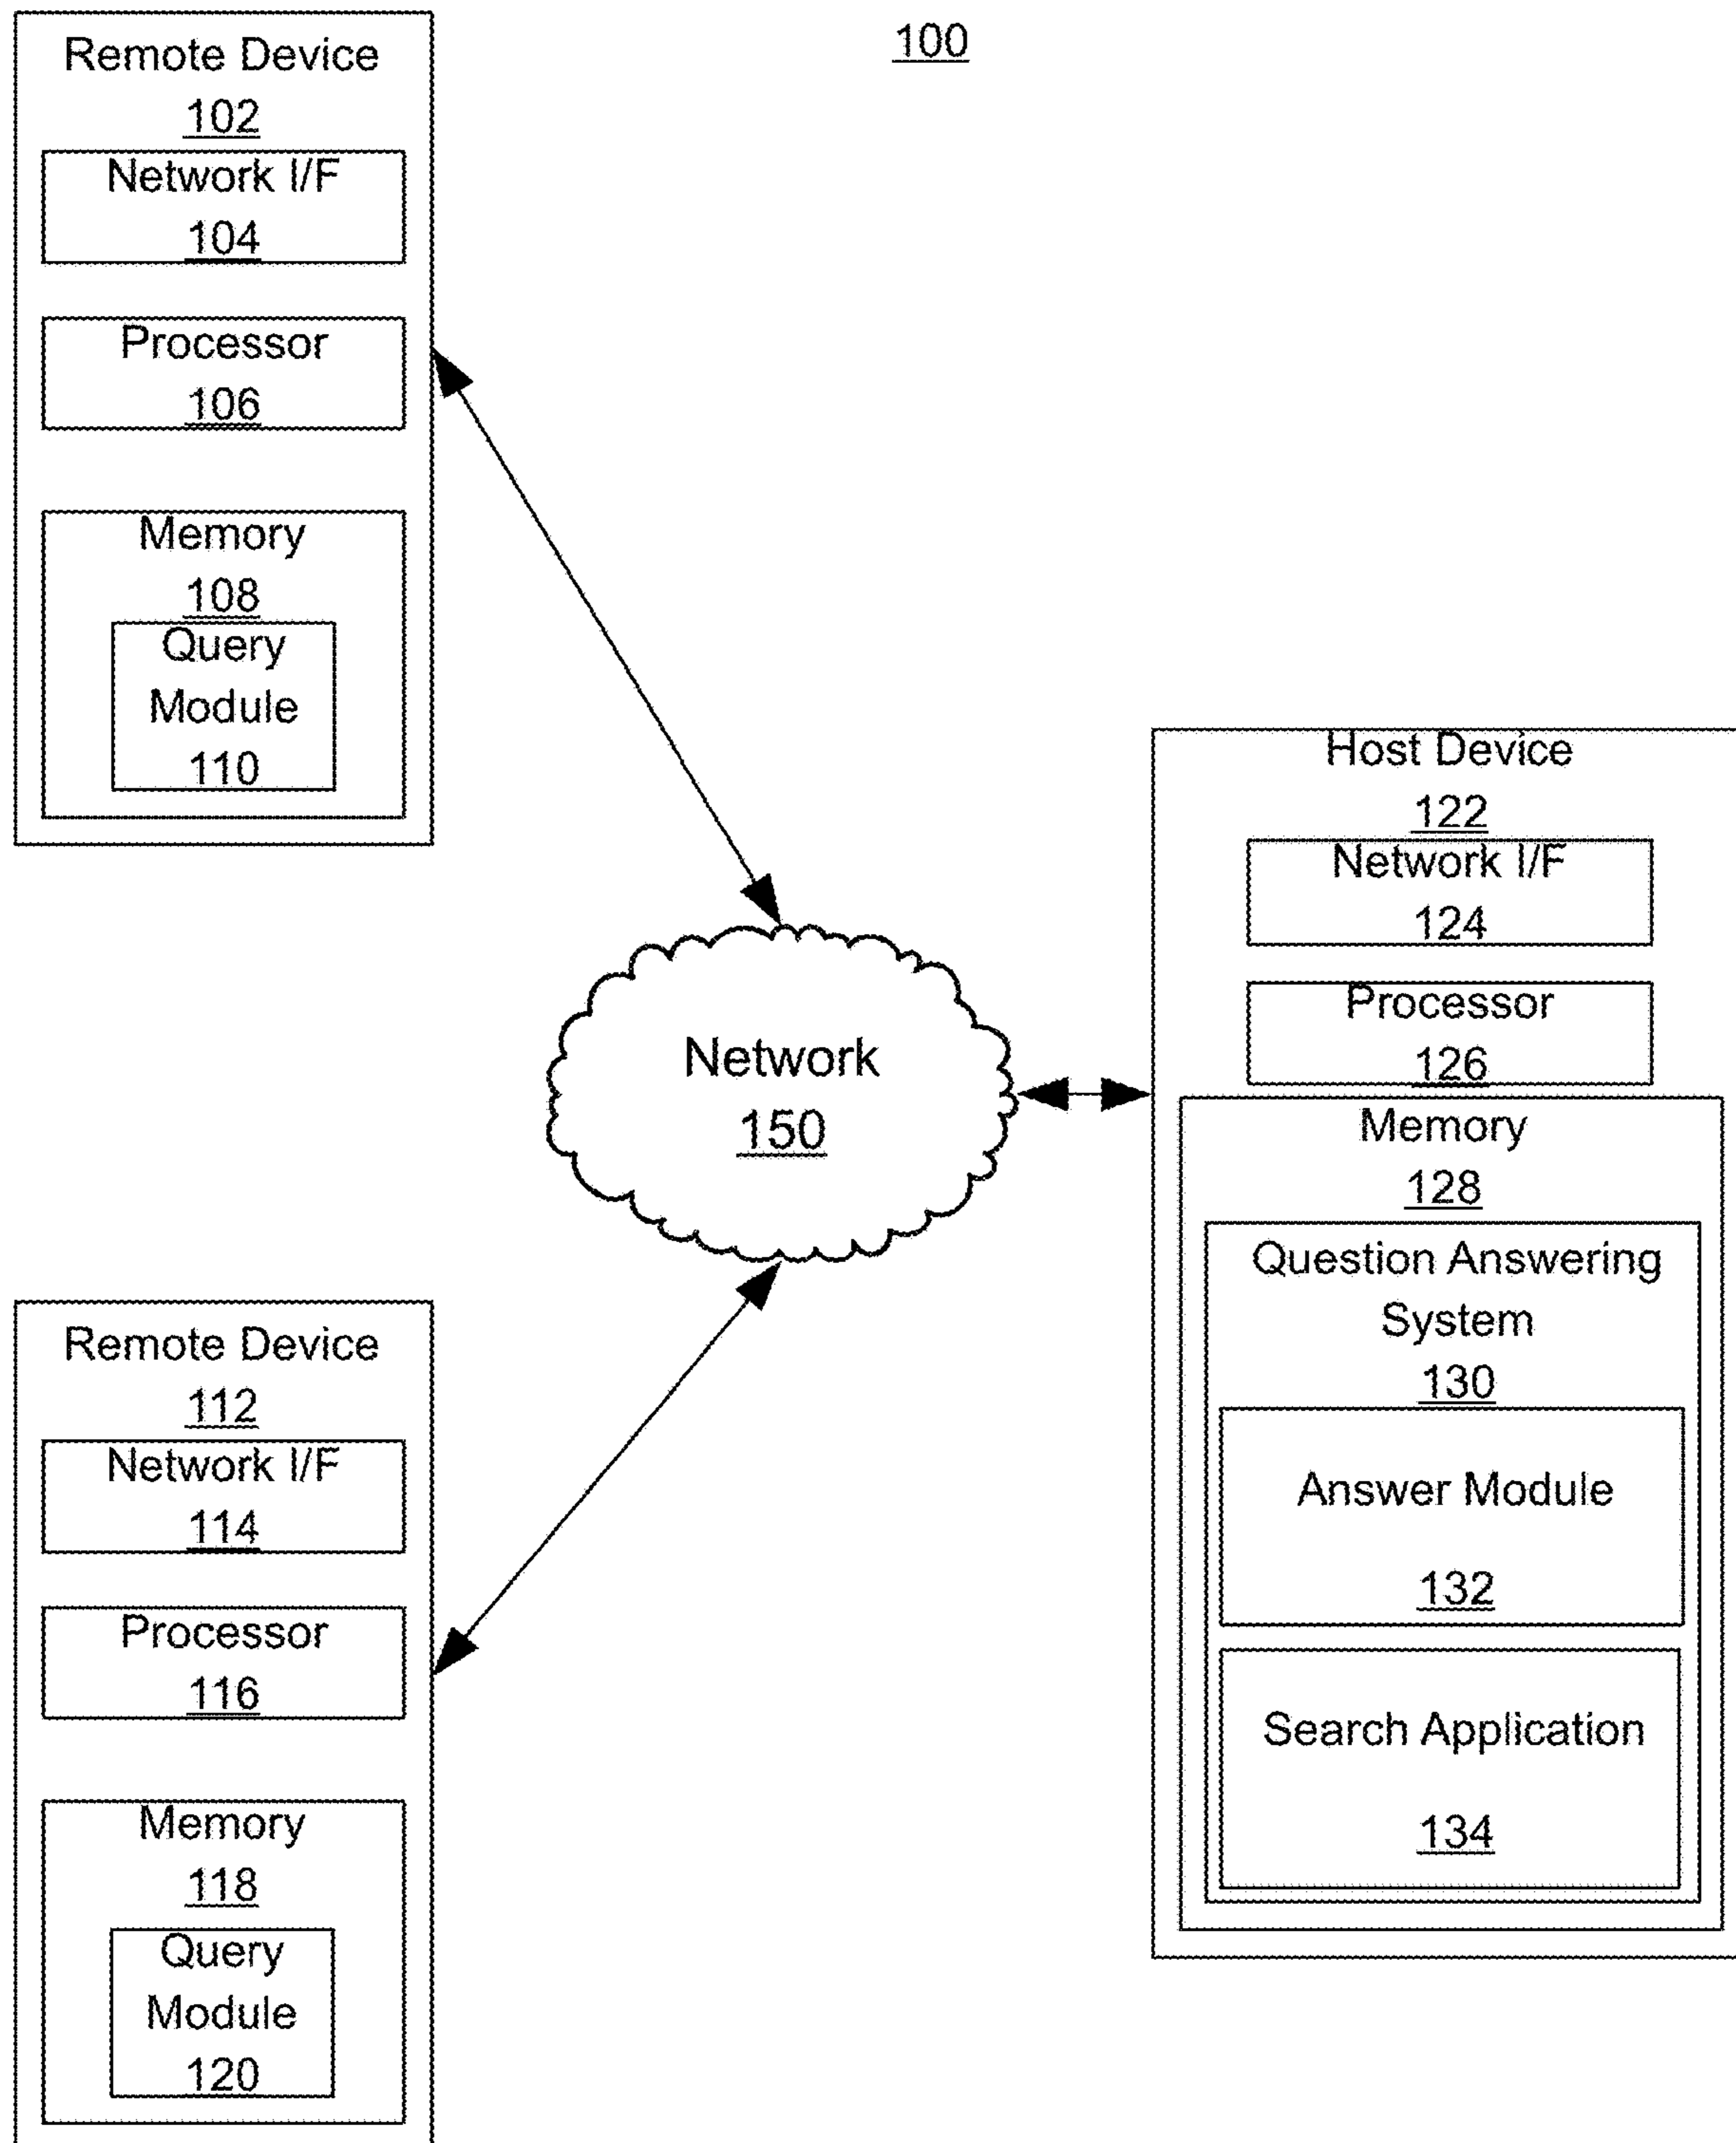 100
Remote Device
102
Network I/F
104
Processor
106
Memory
108
Query
Module
110
Network
150
Remote Device
112
Network I/F
114
Processor
116
Memory
118
Query
Module
120
Host Device
122
Network I/F
124
Processor
126
Memory
128
Question Answering
System
130
Answer Module
132
Search Application
134